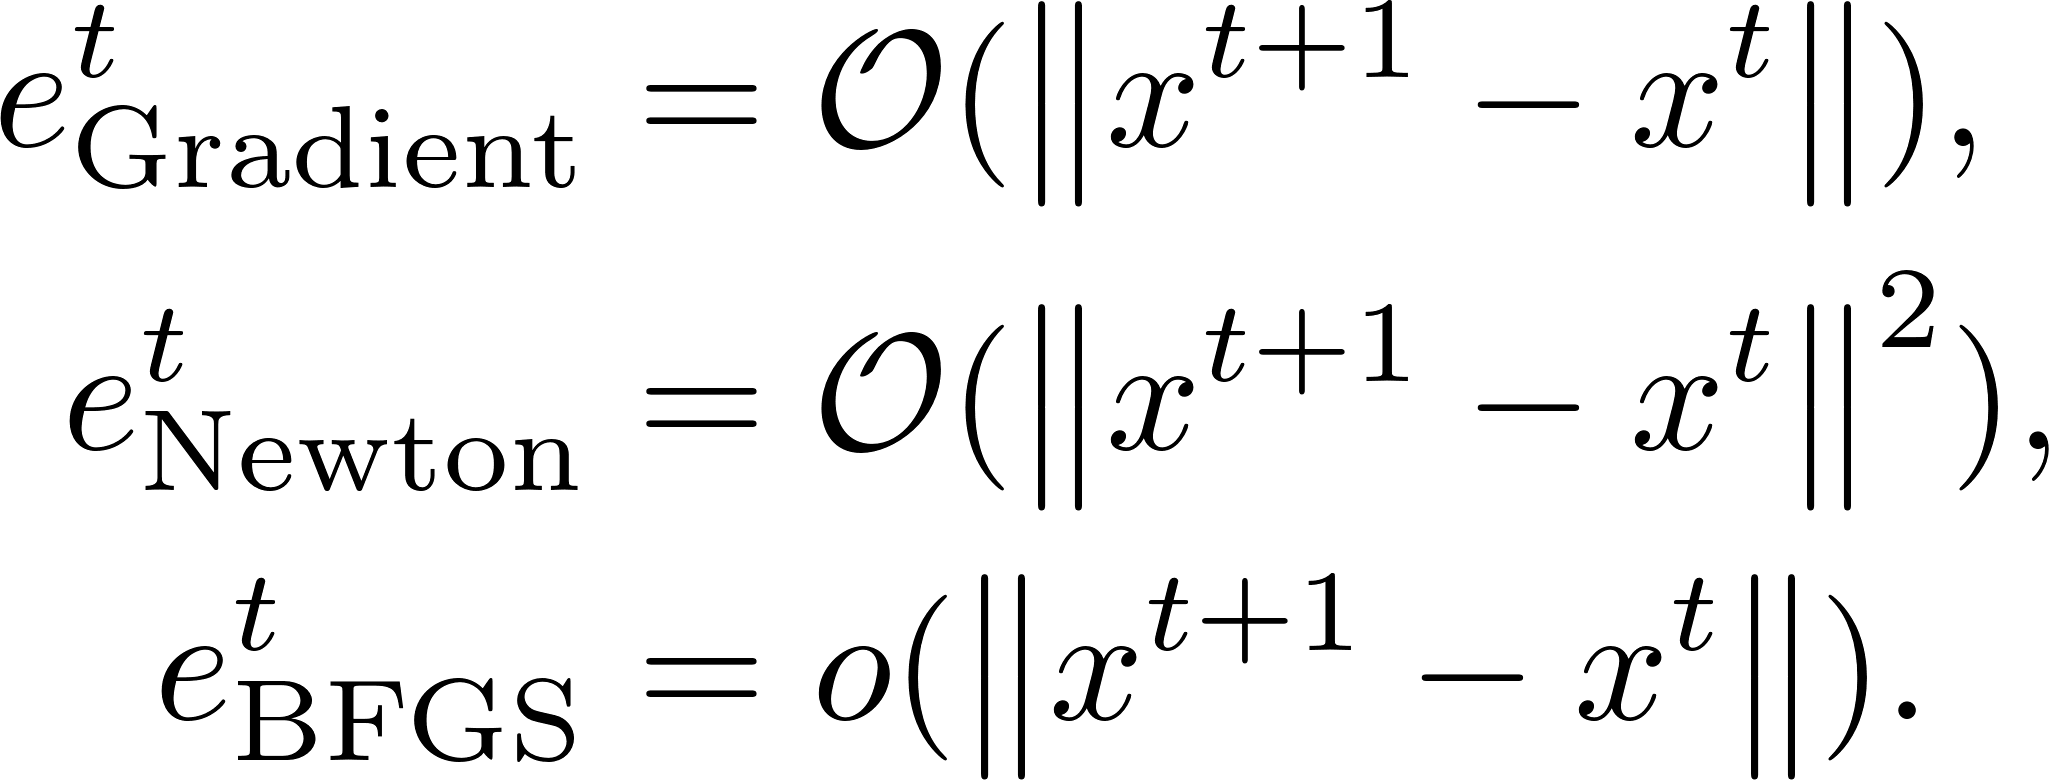 e^t_Gradient = 𝒪(‖x^{t+1} − x^t‖),
e^t_Newton = 𝒪(‖x^{t+1} − x^t‖^2),
e^t_BFGS = o(‖x^{t+1} − x^t‖).